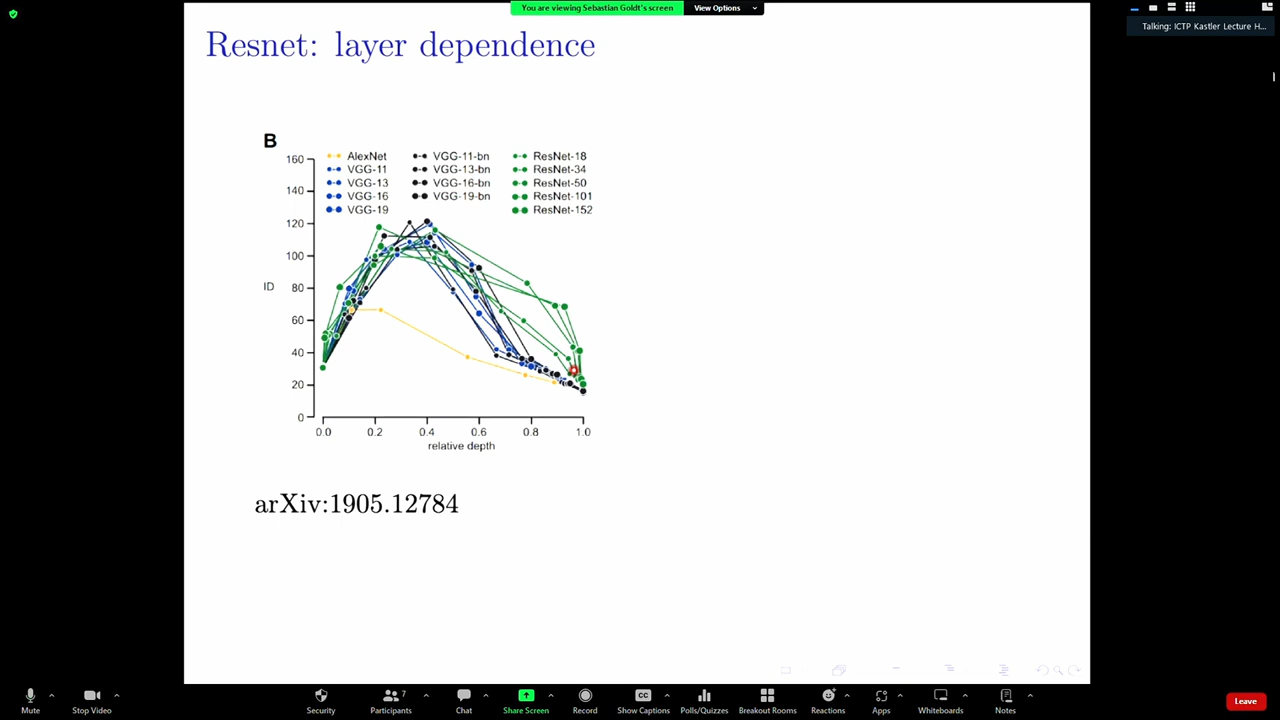 You are viewing Sebastian Goldt's screen
View Options
Talking: ICTP Kastler Lecture H...
Resnet: layer dependence
B
AlexNet
VGG-11
VGG-13
VGG-16
VGG-19
VGG-11-bn
VGG-13-bn
VGG-16-bn
VGG-19-bn
ResNet-18
ResNet-34
ResNet-50
ResNet-101
ResNet-152
160
140
120
100
80
60
40
20
0
ID
0.0 0.2 0.4 0.6 0.8 1.0
relative depth
arXiv:1905.12784
Mute
Stop Video
Security
7
Participants
Chat
Share Screen
Record
CC
Show Captions
Polls/Quizzes
Breakout Rooms
Reactions
Apps
Whiteboards
Notes
Leave